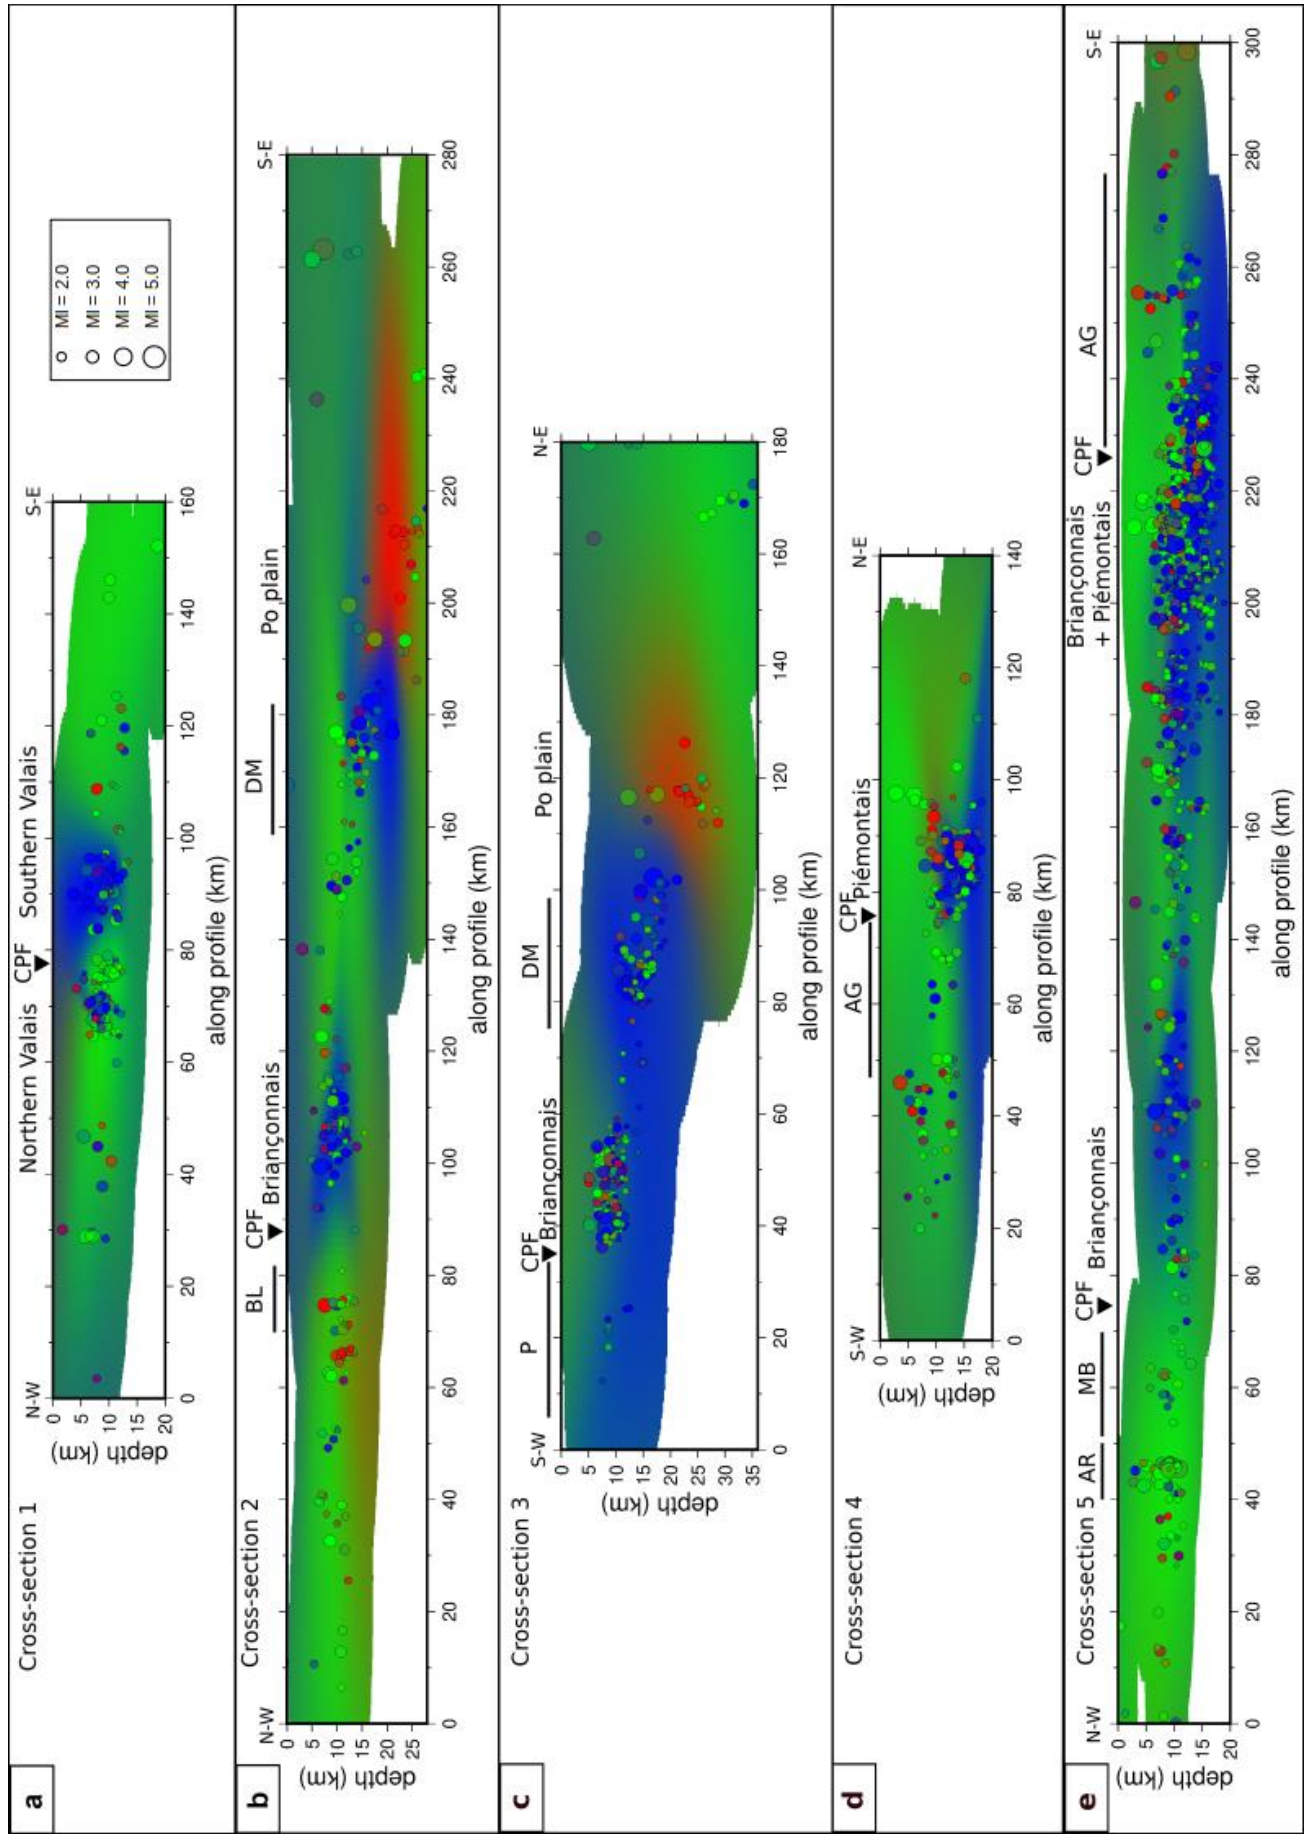 a
Cross-section 1
N-W
Northern Valais
CPF
Southern Valais
S-E
0
5
10
15
20
depth (km)
0 20 40 60 80 100 120 140 160
along profile (km)
Ml = 2.0
Ml = 3.0
Ml = 4.0
Ml = 5.0
b
Cross-section 2
N-W
BL
CPF
Briançonnais
DM
Po plain
S-E
0
5
10
15
20
25
depth (km)
0 20 40 60 80 100 120 140 160 180 200 220 240 260 280
along profile (km)
along profile (km)
c
Cross-section 3
S-W
P
CPF
Briançonnais
DM
Po plain
N-E
0
5
10
15
20
25
30
35
depth (km)
0 20 40 60 80 100 120 140 160 180
along profile (km)
along profile (km)
d
Cross-section 4
S-W
AG
CPF
Piémontais
N-E
0
5
10
15
20
depth (km)
0 20 40 60 80 100 120 140
along profile (km)
e
Cross-section 5
N-W
AR
MB
CPF
Briançonnais
Briançonnais
+ Piémontais
CPF
AG
S-E
0
5
10
15
20
depth (km)
0 20 40 60 80 100 120 140 160 180 200 220 240 260 280 300
along profile (km)